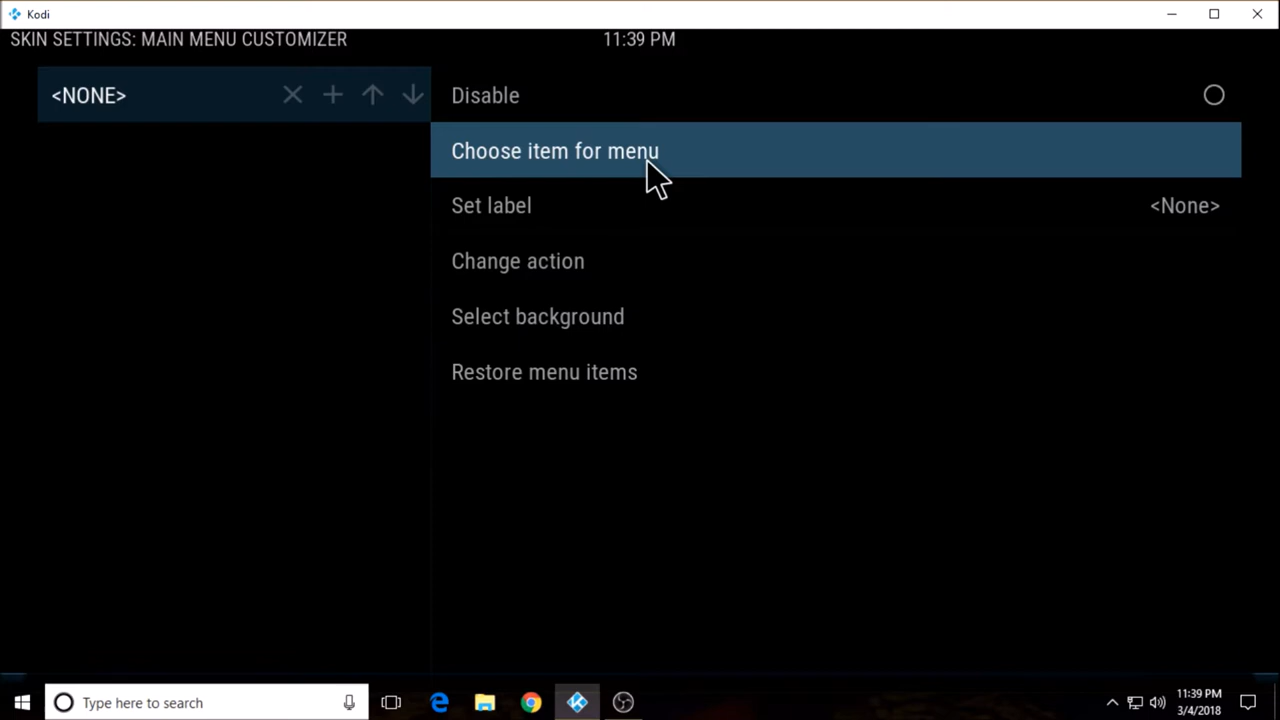 Kodi
SKIN SETTINGS: MAIN MENU CUSTOMIZER
11:39 PM
<NONE>
Disable
Choose item for menu
Set label
<None>
Change action
Select background
Restore menu items
Type here to search
11:39 PM
3/4/2018